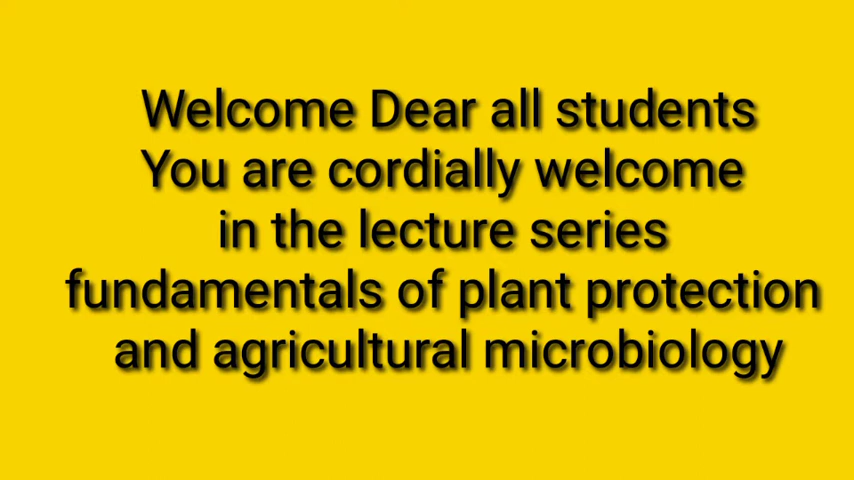 Welcome Dear all students
You are cordially welcome
in the lecture series
fundamentals of plant protection
and agricultural microbiology